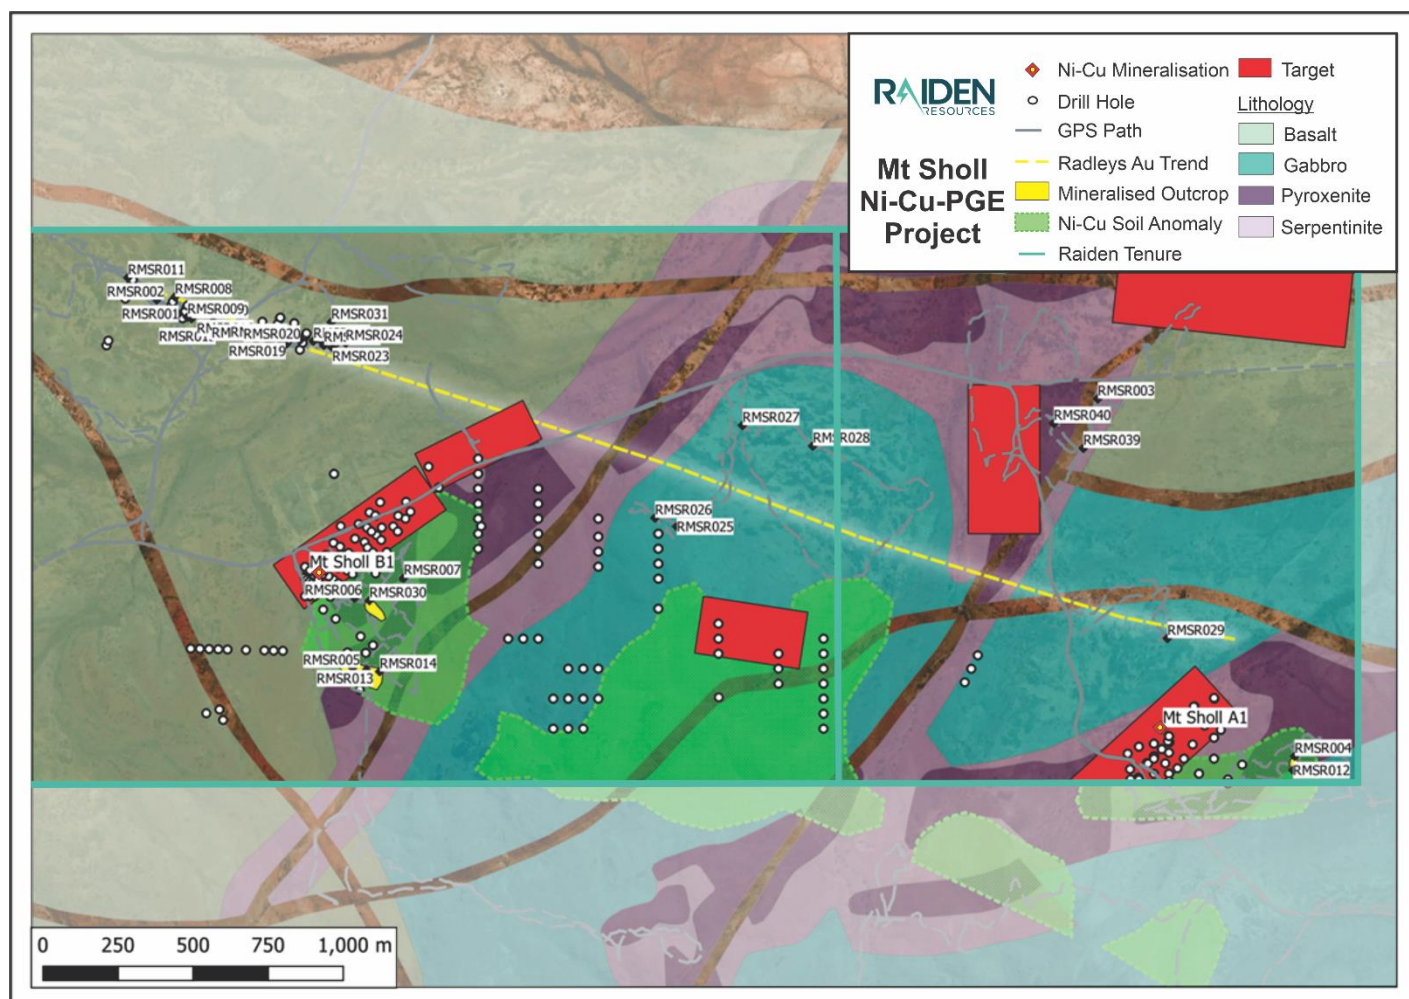 RAIDEN
RESOURCES
Mt Sholl
Ni-Cu-PGE
Project
Ni-Cu Mineralisation
Drill Hole
GPS Path
Radleys Au Trend
Mineralised Outcrop
Ni-Cu Soil Anomaly
Raiden Tenure
Target
Lithology
Basalt
Gabbro
Pyroxenite
Serpentinite
RMSR011
RMSR002
RMSR008
RMSR001
RMSR009
RMSR031
RMSR020
RMSR024
RMSR019
RMSR023
RMSR003
RMSR040
RMSR027
RMSR028
RMSR039
RMSR026
RMSR025
Mt Sholl B1
RMSR007
RMSR006
RMSR030
RMSR029
RMSR005
RMSR014
RMSR013
Mt Sholl A1
RMSR004
RMSR012
0 250 500 750 1,000 m